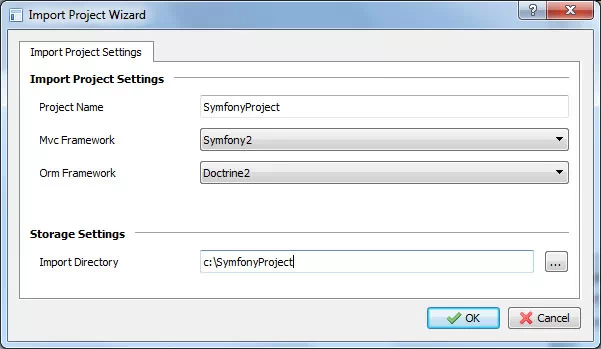 Import Project Wizard
Import Project Settings
Import Project Settings
Project Name SymfonyProject
Mvc Framework Symfony2
Orm Framework Doctrine2
Storage Settings
Import Directory c:\SymfonyProject ...
OK Cancel